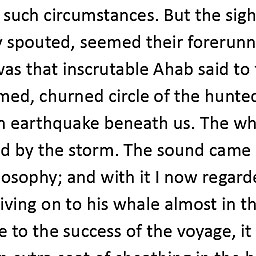 such circumstances. But the sigh
spouted, seemed their forerunn
was that inscrutable Ahab said to
med, churned circle of the hunted
earthquake beneath us. The wh
d by the storm. The sound came
losophy; and with it I now regarde
iving on to his whale almost in th
e to the success of the voyage, it